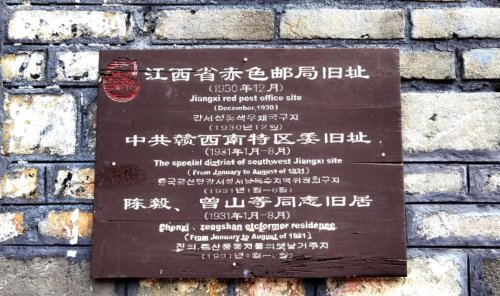 江西省赤色邮局旧址
(1930年12月)
Jiangxi red post office site
(December,1930)
(1930년12월)
中共赣西南特区委旧址
(1931年1月-8月)
The special district of southwest Jiangxi site
(From January to August of 1931)
(1931년1월-8월)
陈毅、曾山等同志旧居
(1931年1月-8月)
Chenyi、zengshan etcformer residence
(From January to August of 1931)
(1931년1월-8월)